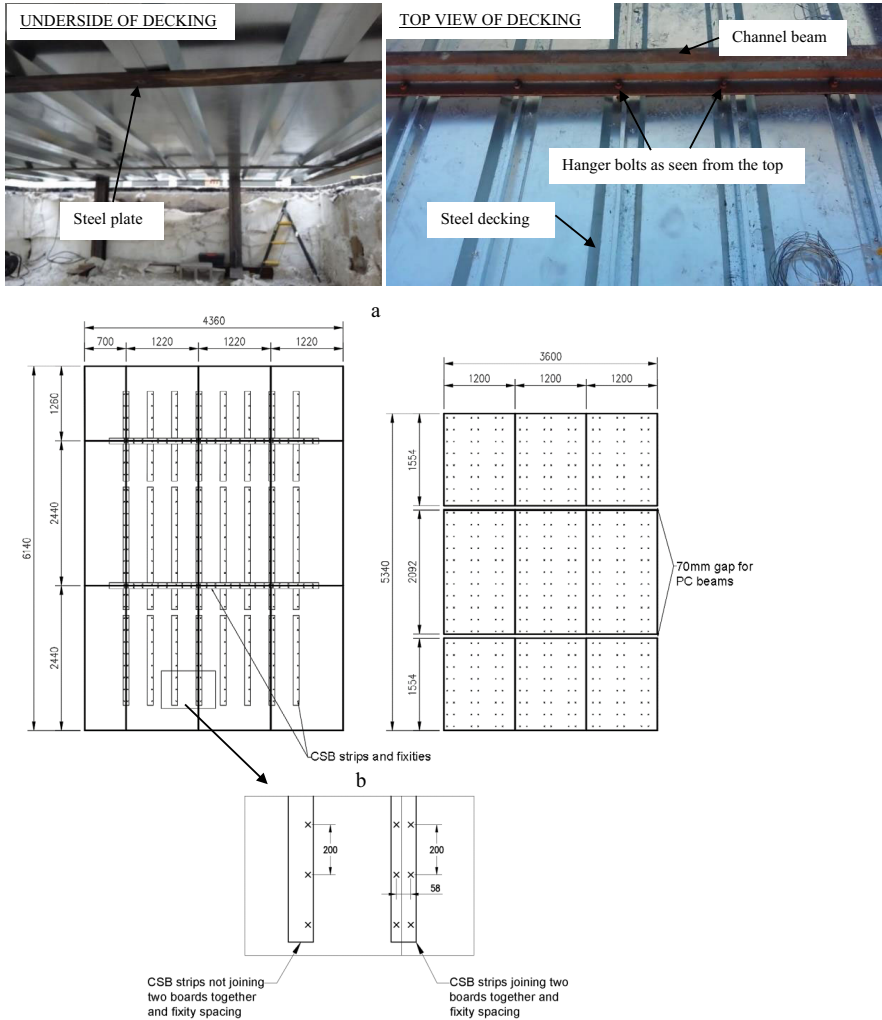 UNDERSIDE OF DECKING
TOP VIEW OF DECKING
Channel beam
Hanger bolts as seen from the top
Steel plate
Steel decking
a
4360
700
1220
1220
1220
1260
2440
6140
2440
3600
1200
1200
1200
1554
5340
2092
1554
70mm gap for
PC beams
CSB strips and fixities
b
200
200
58
CSB strips not joining
two boards together
and fixity spacing
CSB strips joining two
boards together and
fixity spacing